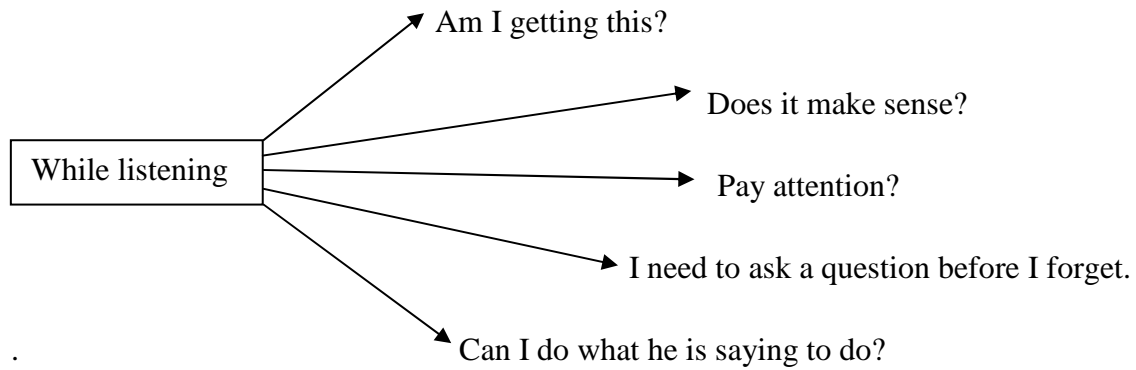 Am I getting this?
Does it make sense?
While listening
Pay attention?
I need to ask a question before I forget.
.
Can I do what he is saying to do?